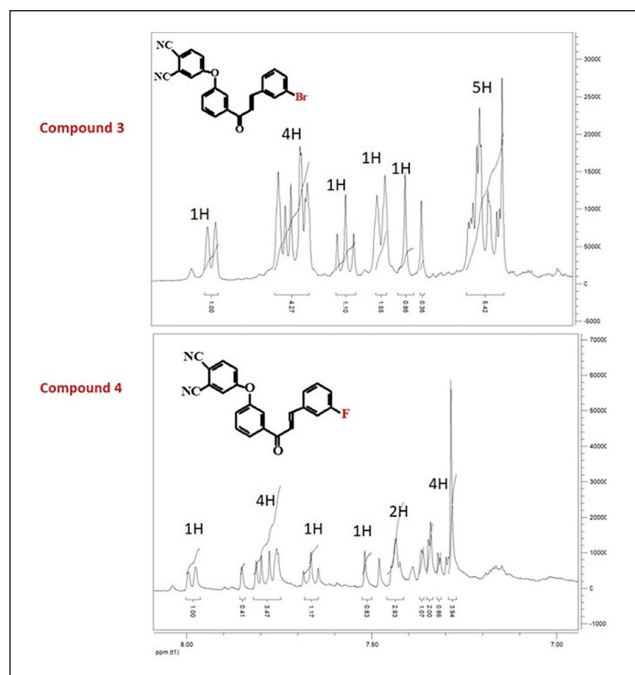 NC
NC
O
O
Br
Compound 3
1H
4H
1H
1H
1H
5H
30000
25000
20000
15000
10000
5000
0
-5000
1.00
4.27
1.10
1.55
0.86
0.36
5.42
NC
NC
O
O
F
Compound 4
1H
4H
1H
1H
2H
4H
70000
60000
50000
40000
30000
20000
10000
0
-1000
1.00
0.41
3.47
1.17
0.83
2.83
1.07
2.00
0.86
3.94
8.00
7.50
7.00
ppm (t1)